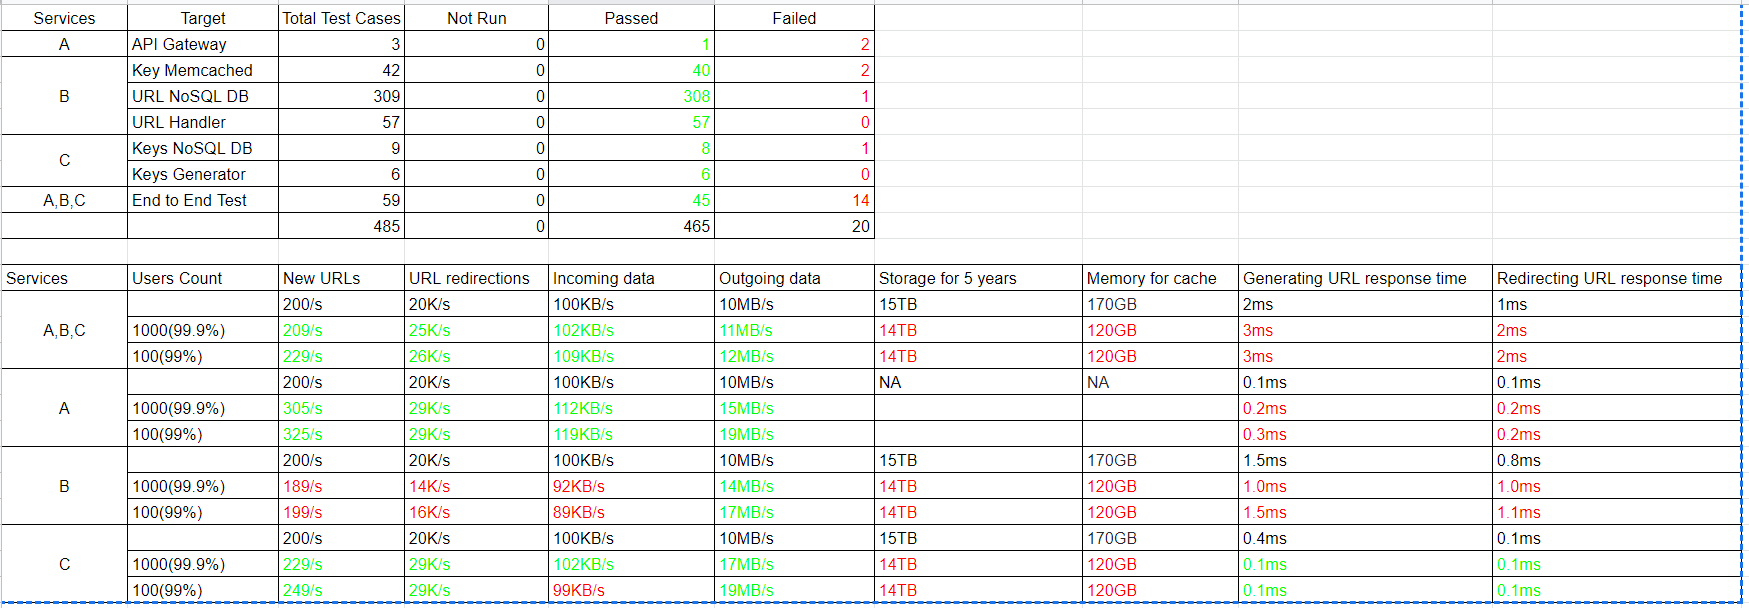 Services Target Total Test Cases Not Run Passed Failed
A API Gateway 3 0 1 2
Key Memcached 42 0 40 2
B URL NoSQL DB 309 0 308 1
URL Handler 57 0 57 0
C Keys NoSQL DB 9 0 8 1
Keys Generator 6 0 6 0
A,B,C End to End Test 59 0 45 14
485 0 465 20
Services Users Count New URLs URL redirections Incoming data Outgoing data Storage for 5 years Memory for cache Generating URL response time Redirecting URL response time
200/s 20K/s 100KB/s 10MB/s 15TB 170GB 2ms 1ms
A,B,C 1000(99.9%) 209/s 25K/s 102KB/s 11MB/s 14TB 120GB 3ms 2ms
100(99%) 229/s 26K/s 109KB/s 12MB/s 14TB 120GB 3ms 2ms
200/s 20K/s 100KB/s 10MB/s NA NA 0.1ms 0.1ms
A 1000(99.9%) 305/s 29K/s 112KB/s 15MB/s 0.2ms 0.2ms
100(99%) 325/s 29K/s 119KB/s 19MB/s 0.3ms 0.2ms
200/s 20K/s 100KB/s 10MB/s 15TB 170GB 1.5ms 0.8ms
B 1000(99.9%) 189/s 14K/s 92KB/s 14MB/s 14TB 120GB 1.0ms 1.0ms
100(99%) 199/s 16K/s 89KB/s 17MB/s 14TB 120GB 1.5ms 1.1ms
200/s 20K/s 100KB/s 10MB/s 15TB 170GB 0.4ms 0.1ms
C 1000(99.9%) 229/s 29K/s 102KB/s 17MB/s 14TB 120GB 0.1ms 0.1ms
100(99%) 249/s 29K/s 99KB/s 19MB/s 14TB 120GB 0.1ms 0.1ms